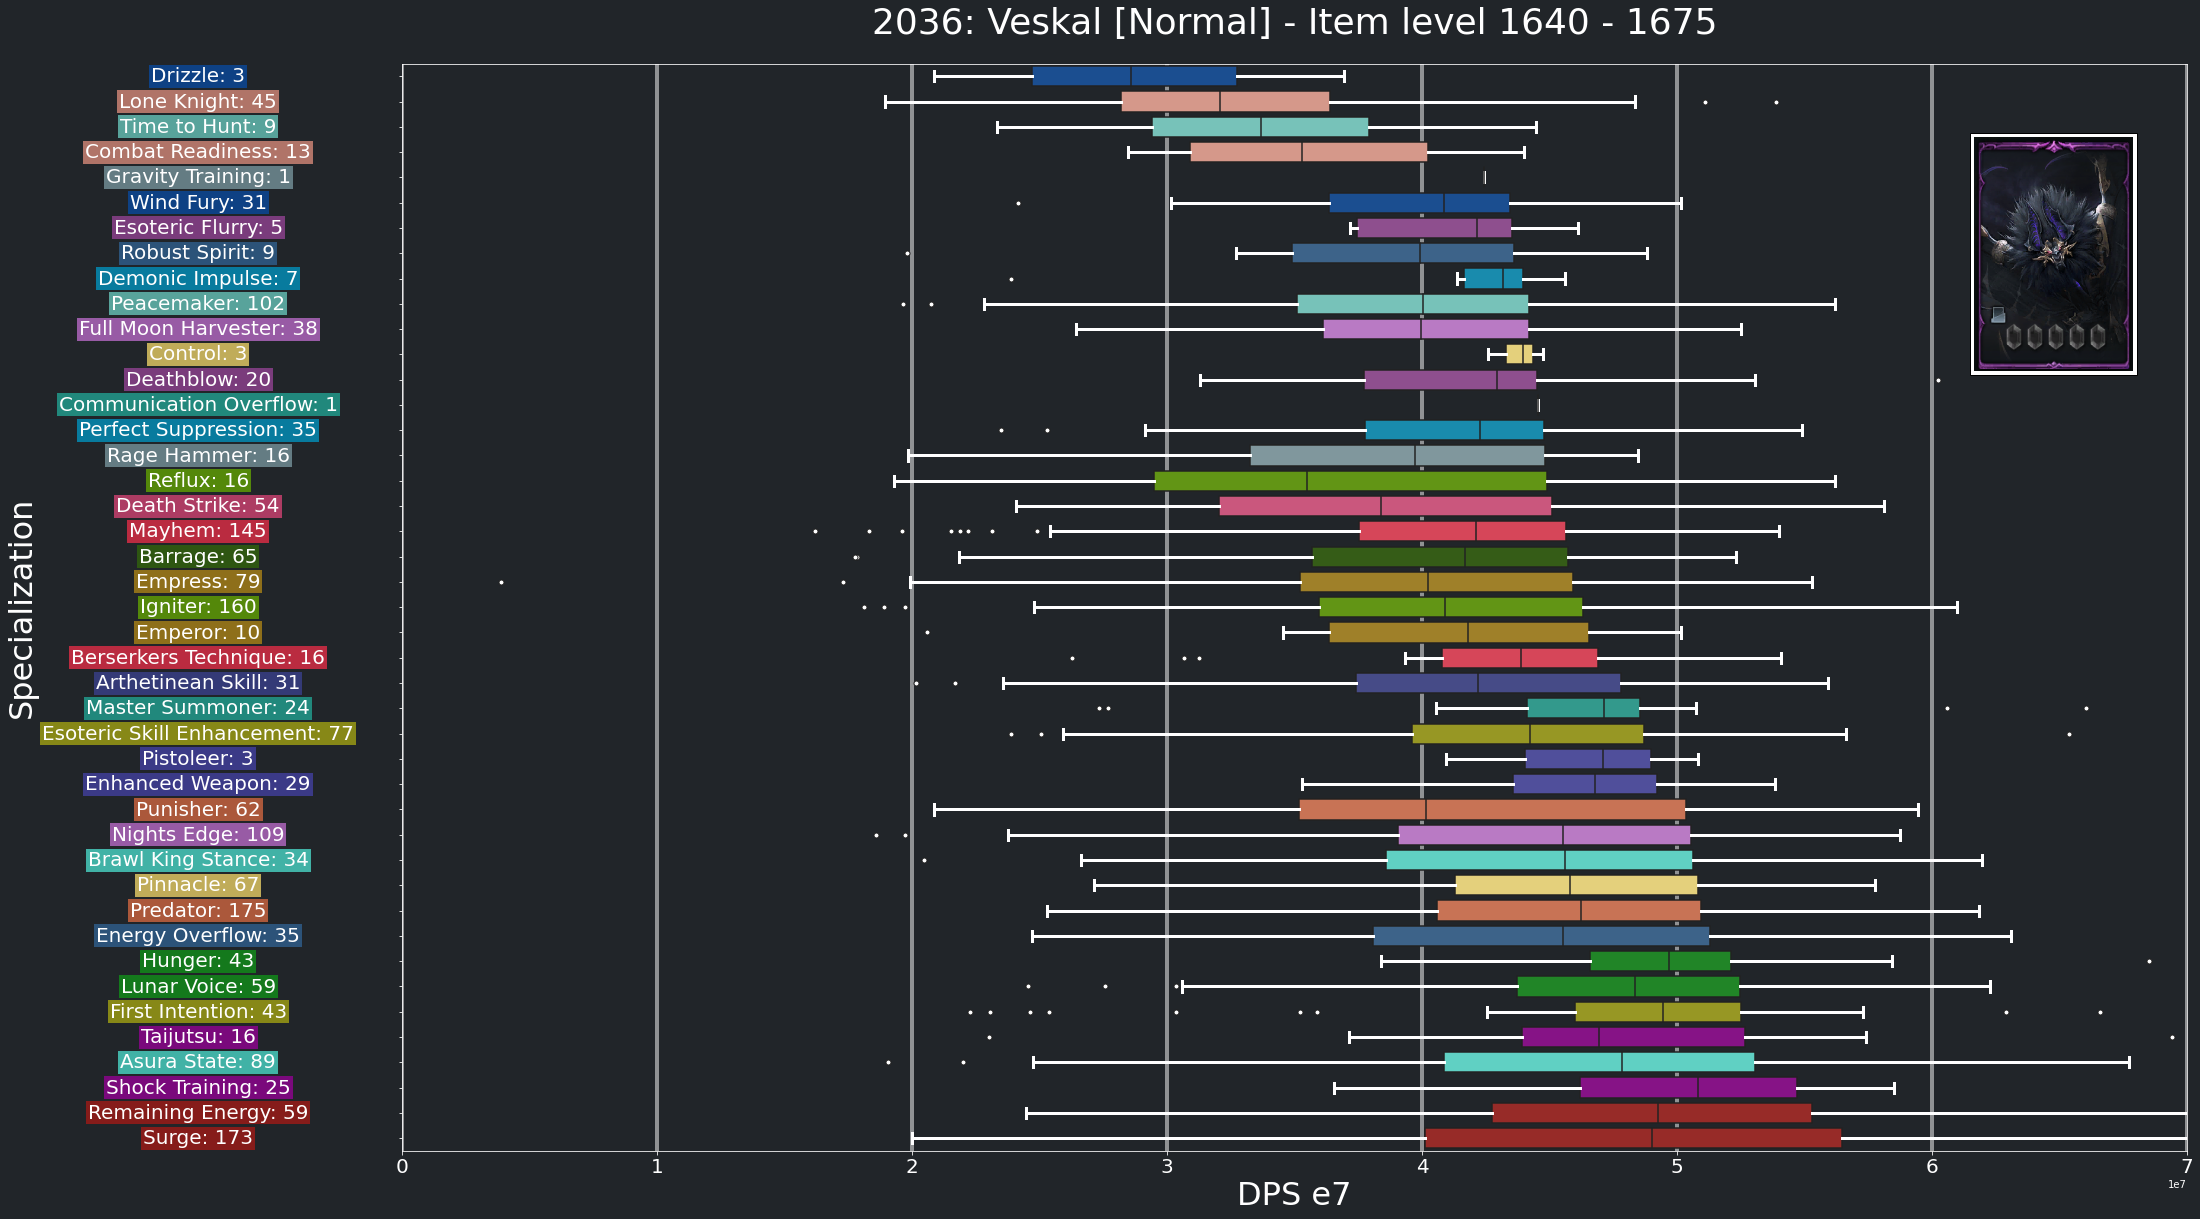 2036: Veskal [Normal] - Item level 1640 - 1675
Drizzle: 3
Lone Knight: 45
Time to Hunt: 9
Combat Readiness: 13
Gravity Training: 1
Wind Fury: 31
Esoteric Flurry: 5
Robust Spirit: 9
Demonic Impulse: 7
Peacemaker: 102
Full Moon Harvester: 38
Control: 3
Deathblow: 20
Communication Overflow: 1
Perfect Suppression: 35
Rage Hammer: 16
Reflux: 16
Death Strike: 54
Mayhem: 145
Barrage: 65
Empress: 79
Igniter: 160
Emperor: 10
Berserkers Technique: 16
Arthetinean Skill: 31
Master Summoner: 24
Esoteric Skill Enhancement: 77
Pistoleer: 3
Enhanced Weapon: 29
Punisher: 62
Nights Edge: 109
Brawl King Stance: 34
Pinnacle: 67
Predator: 175
Energy Overflow: 35
Hunger: 43
Lunar Voice: 59
First Intention: 43
Taijutsu: 16
Asura State: 89
Shock Training: 25
Remaining Energy: 59
Surge: 173
Specialization
0 1 2 3 4 5 6 7
DPS e7
1e7